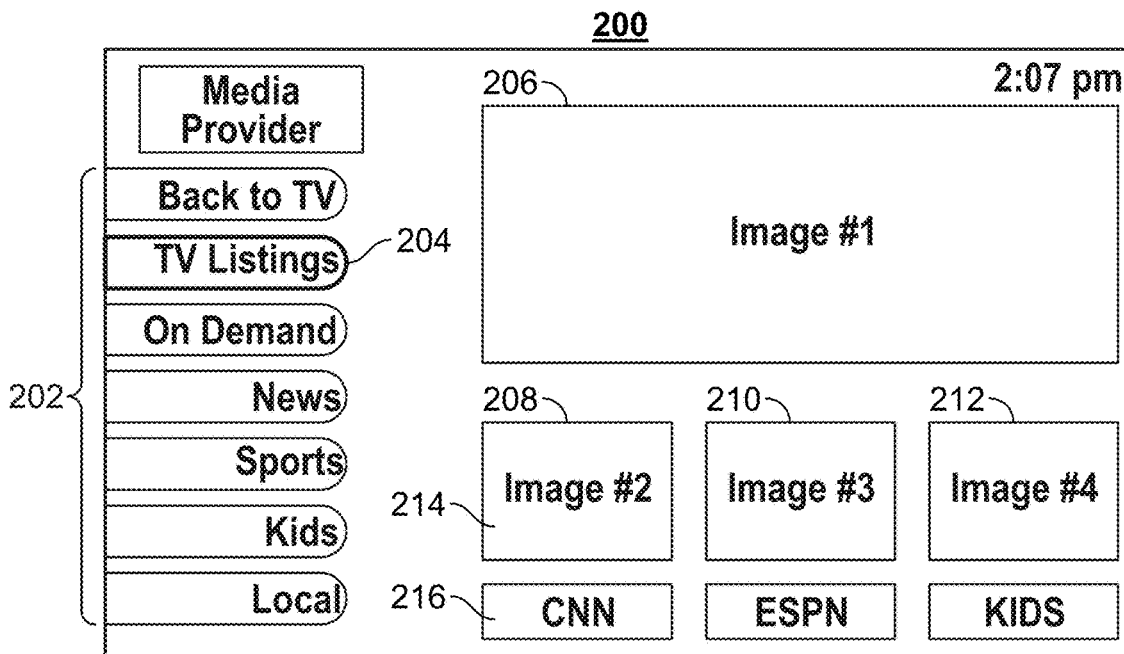 200
2:07 pm
Media
Provider
206
Back to TV
TV Listings
204
On Demand
News
Sports
Kids
Local
202
Image #1
208
210
212
Image #2
Image #3
Image #4
214
216
CNN
ESPN
KIDS